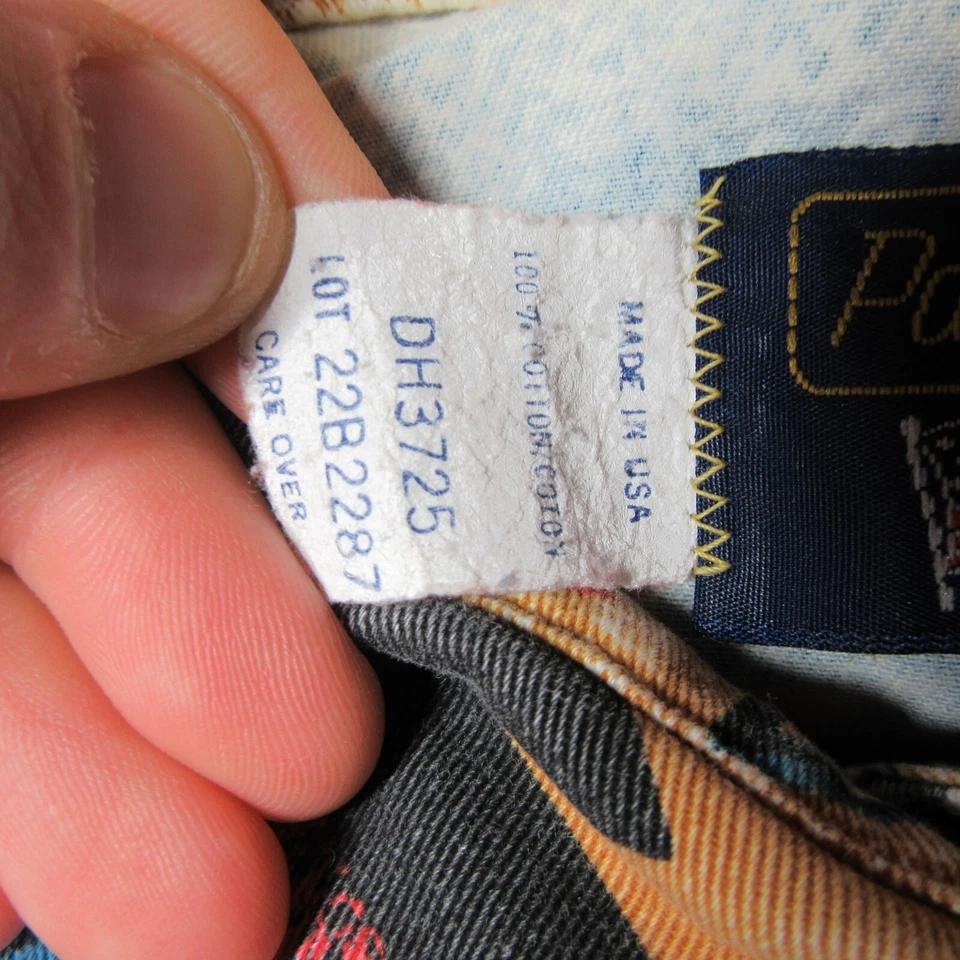 MADE IN USA
100% COTTON/COTON
DH3725
LOT 22B2287
CARE OVER